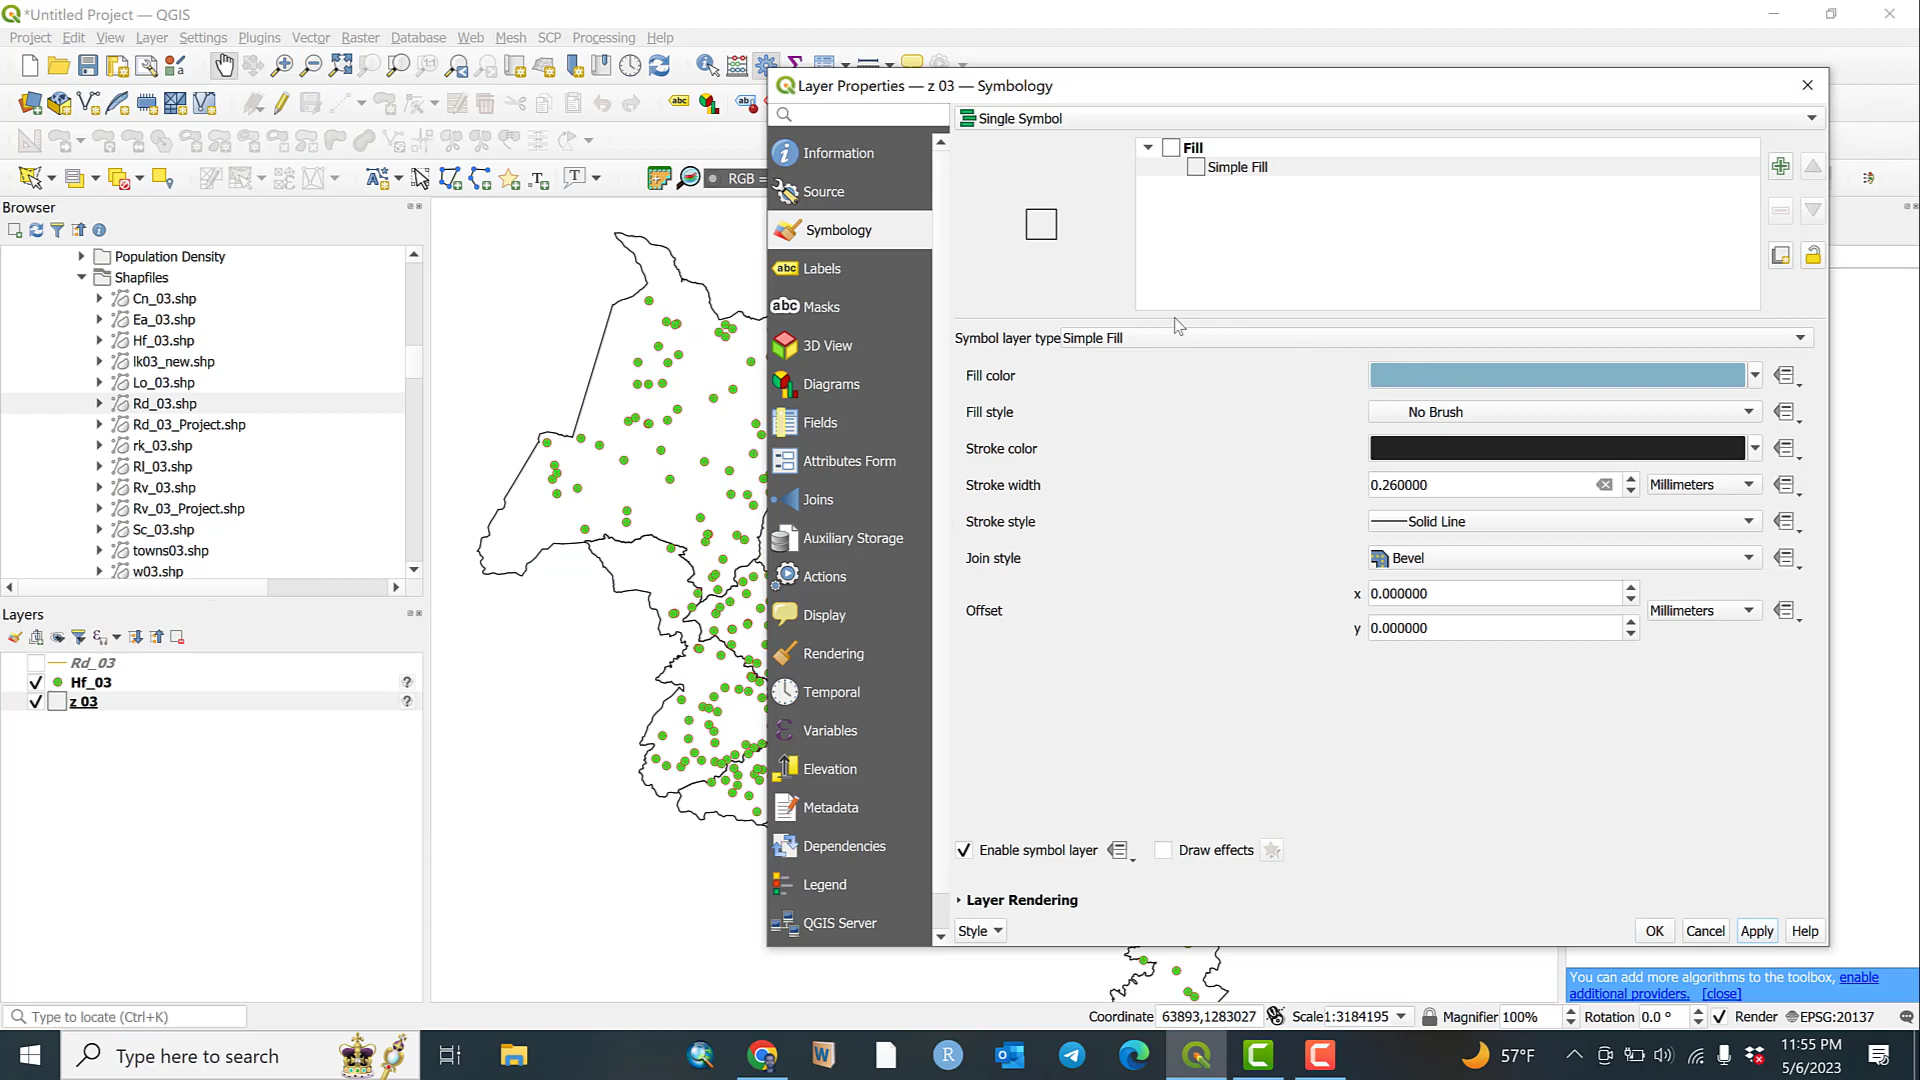 *Untitled Project — QGIS
Project Edit View Layer Settings Plugins Vector Raster Database Web Mesh SCP Processing Help
RGB =
Browser
Population Density
Shapfiles
Cn_03.shp
Ea_03.shp
Hf_03.shp
lk03_new.shp
Lo_03.shp
Rd_03.shp
Rd_03_Project.shp
rk_03.shp
Rl_03.shp
Rv_03.shp
Rv_03_Project.shp
Sc_03.shp
towns03.shp
w03.shp
Layers
Rd_03
Hf_03 ?
z 03 ?
Type to locate (Ctrl+K)
Layer Properties — z 03 — Symbology
Information
Source
Symbology
abc Labels
abc Masks
3D View
Diagrams
Fields
Attributes Form
Joins
Auxiliary Storage
Actions
Display
Rendering
Temporal
Variables
Elevation
Metadata
Dependencies
Legend
QGIS Server
Single Symbol
Fill
Simple Fill
Symbol layer type Simple Fill
Fill color
Fill style No Brush
Stroke color
Stroke width 0.260000 Millimeters
Stroke style Solid Line
Join style Bevel
x 0.000000
Offset Millimeters
y 0.000000
Enable symbol layer Draw effects
Layer Rendering
Style OK Cancel Apply Help
You can add more algorithms to the toolbox, enable
additional providers. [close]
Coordinate 63893,1283027 Scale 1:3184195 Magnifier 100% Rotation 0.0 ° Render EPSG:20137
Type here to search
57°F
11:55 PM
5/6/2023